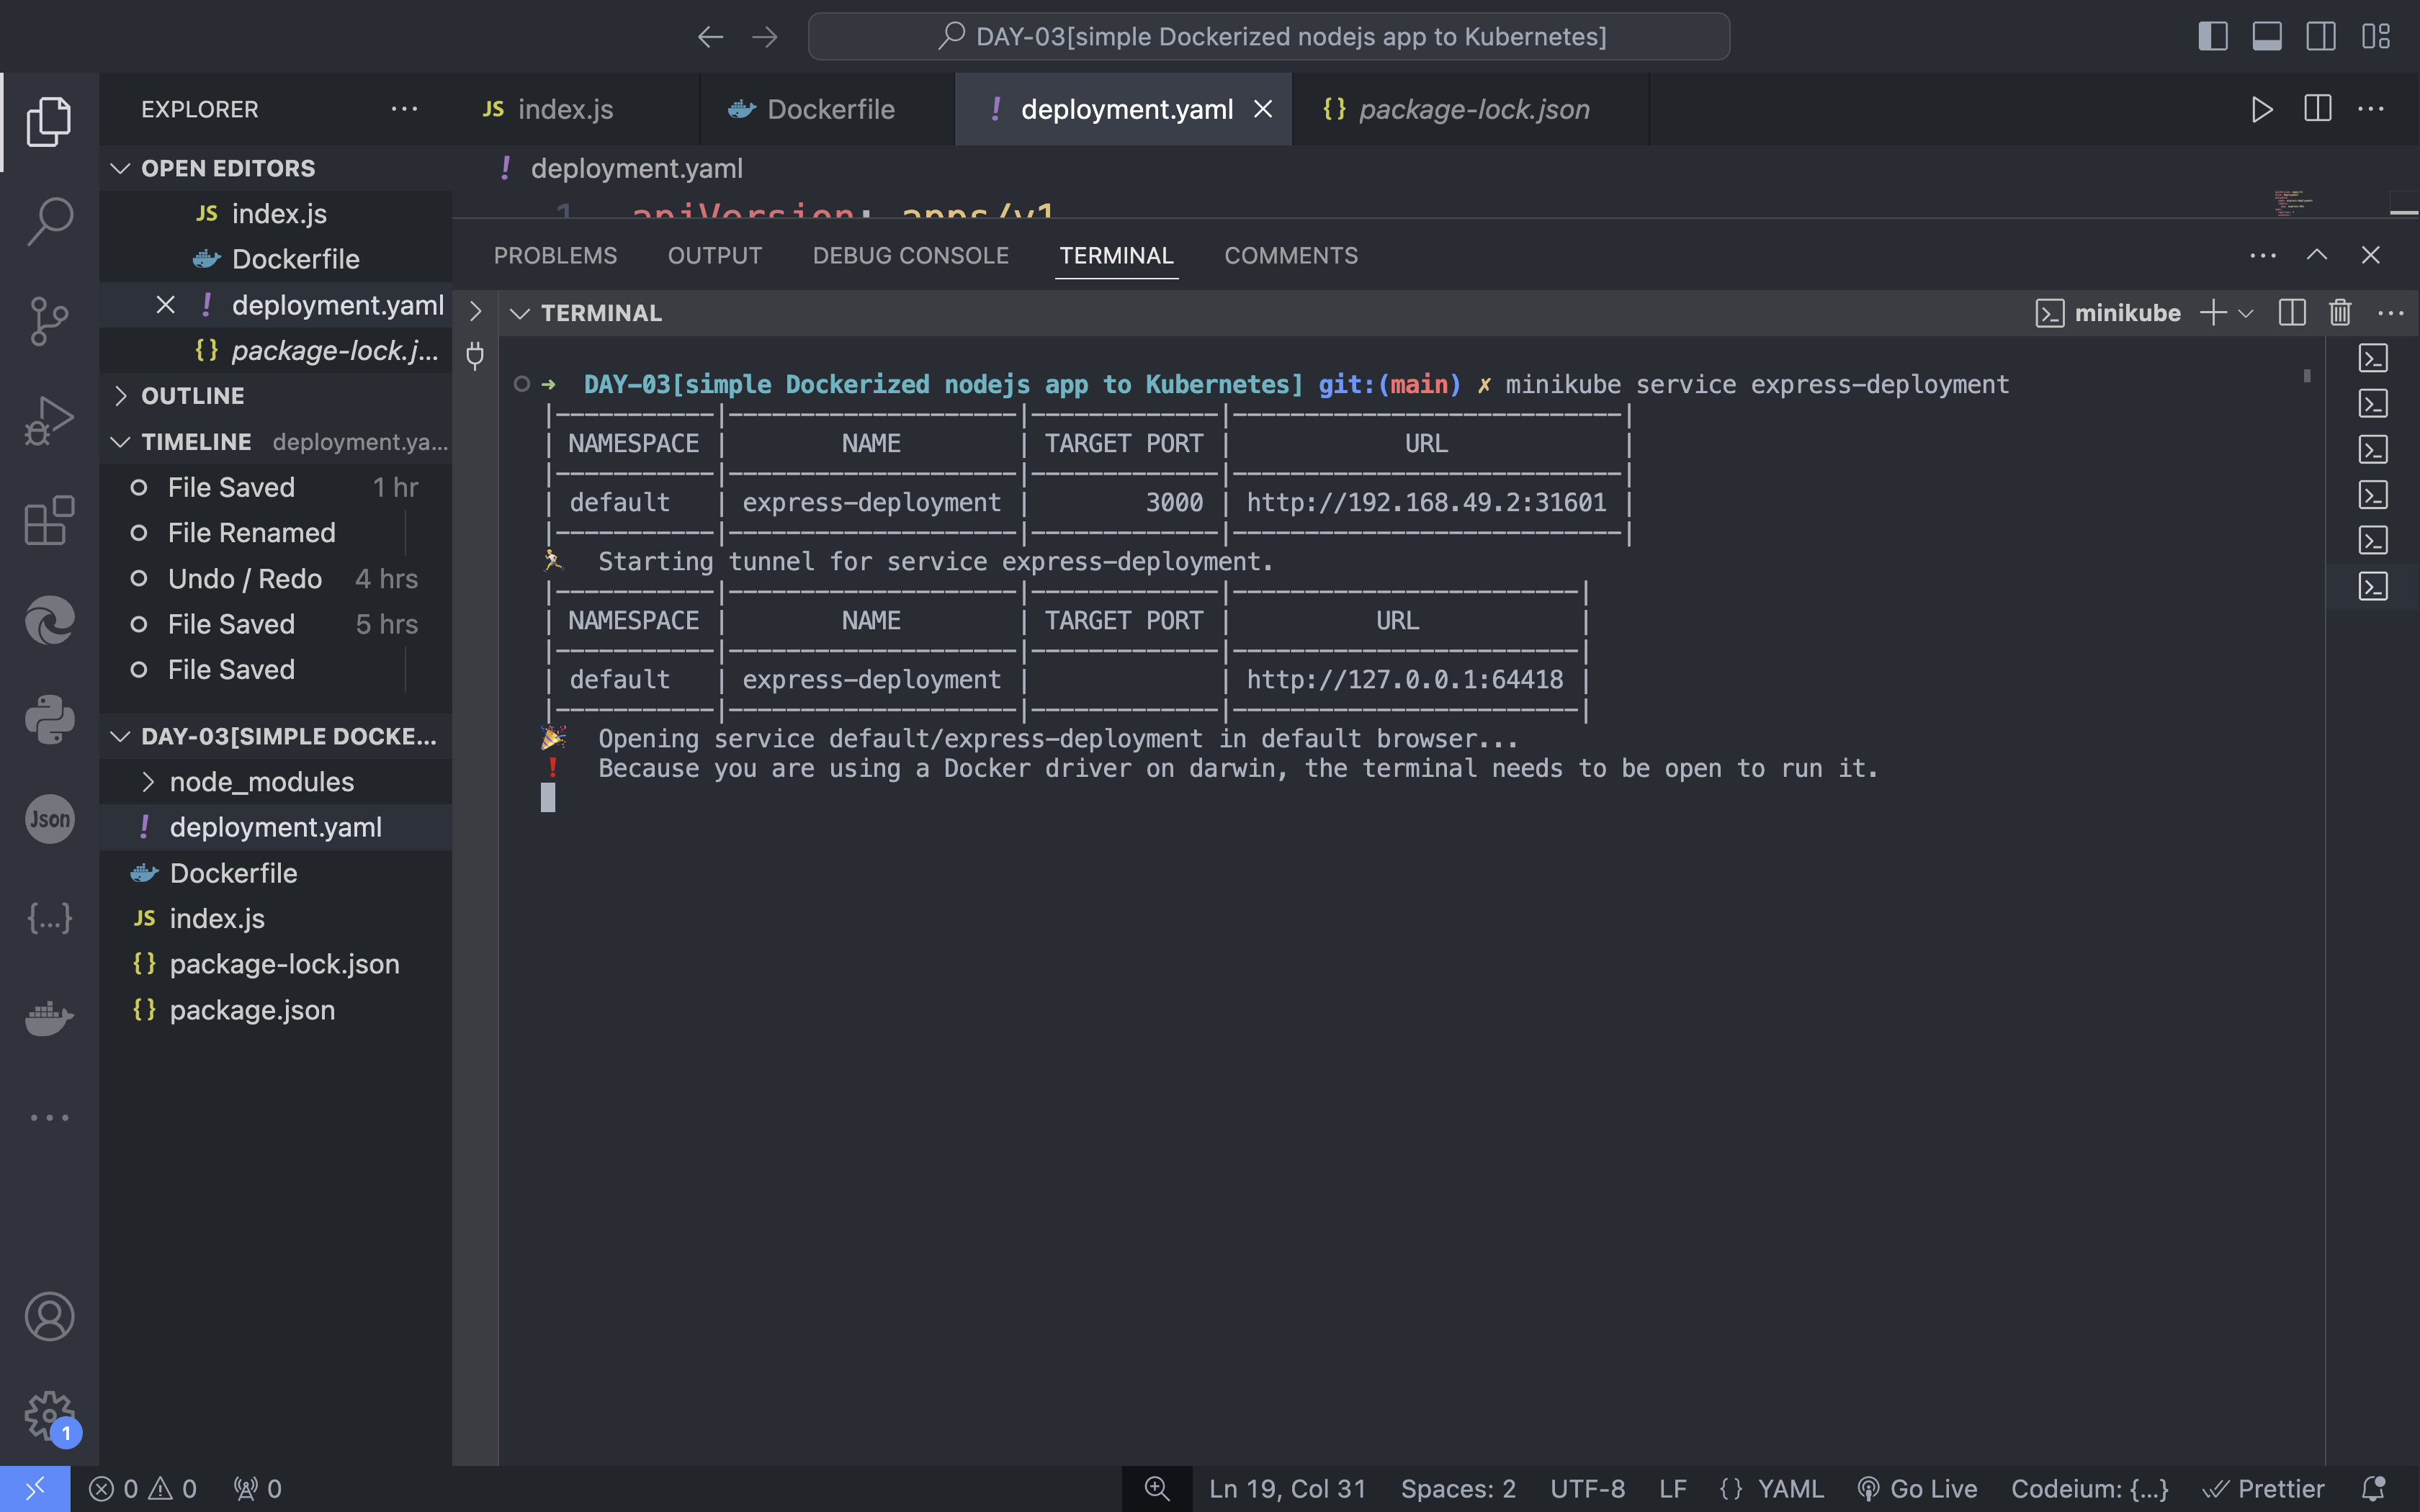 DAY-03[simple Dockerized nodejs app to Kubernetes]
EXPLORER
JS index.js
Dockerfile
! deployment.yaml
{} package-lock.json
OPEN EDITORS
JS index.js
Dockerfile
! deployment.yaml
{} package-lock.j...
OUTLINE
TIMELINE deployment.ya...
File Saved 1 hr
File Renamed
Undo / Redo 4 hrs
File Saved 5 hrs
File Saved
DAY-03[SIMPLE DOCKE...
node_modules
! deployment.yaml
Dockerfile
JS index.js
{} package-lock.json
{} package.json
Json
{...}
1
! deployment.yaml
1 apiVersion: apps/v1
PROBLEMS OUTPUT DEBUG CONSOLE TERMINAL COMMENTS
TERMINAL
minikube
➜ DAY-03[simple Dockerized nodejs app to Kubernetes] git:(main) ✗ minikube service express-deployment
|-----------|--------------------|-------------|---------------------------|
| NAMESPACE | NAME | TARGET PORT | URL |
|-----------|--------------------|-------------|---------------------------|
| default | express-deployment | 3000 | http://192.168.49.2:31601 |
|-----------|--------------------|-------------|---------------------------|
🏃 Starting tunnel for service express-deployment.
|-----------|--------------------|-------------|------------------------|
| NAMESPACE | NAME | TARGET PORT | URL |
|-----------|--------------------|-------------|------------------------|
| default | express-deployment | | http://127.0.0.1:64418 |
|-----------|--------------------|-------------|------------------------|
🎉 Opening service default/express-deployment in default browser...
❗ Because you are using a Docker driver on darwin, the terminal needs to be open to run it.
0 0 0
Ln 19, Col 31 Spaces: 2 UTF-8 LF {} YAML Go Live Codeium: {...} Prettier